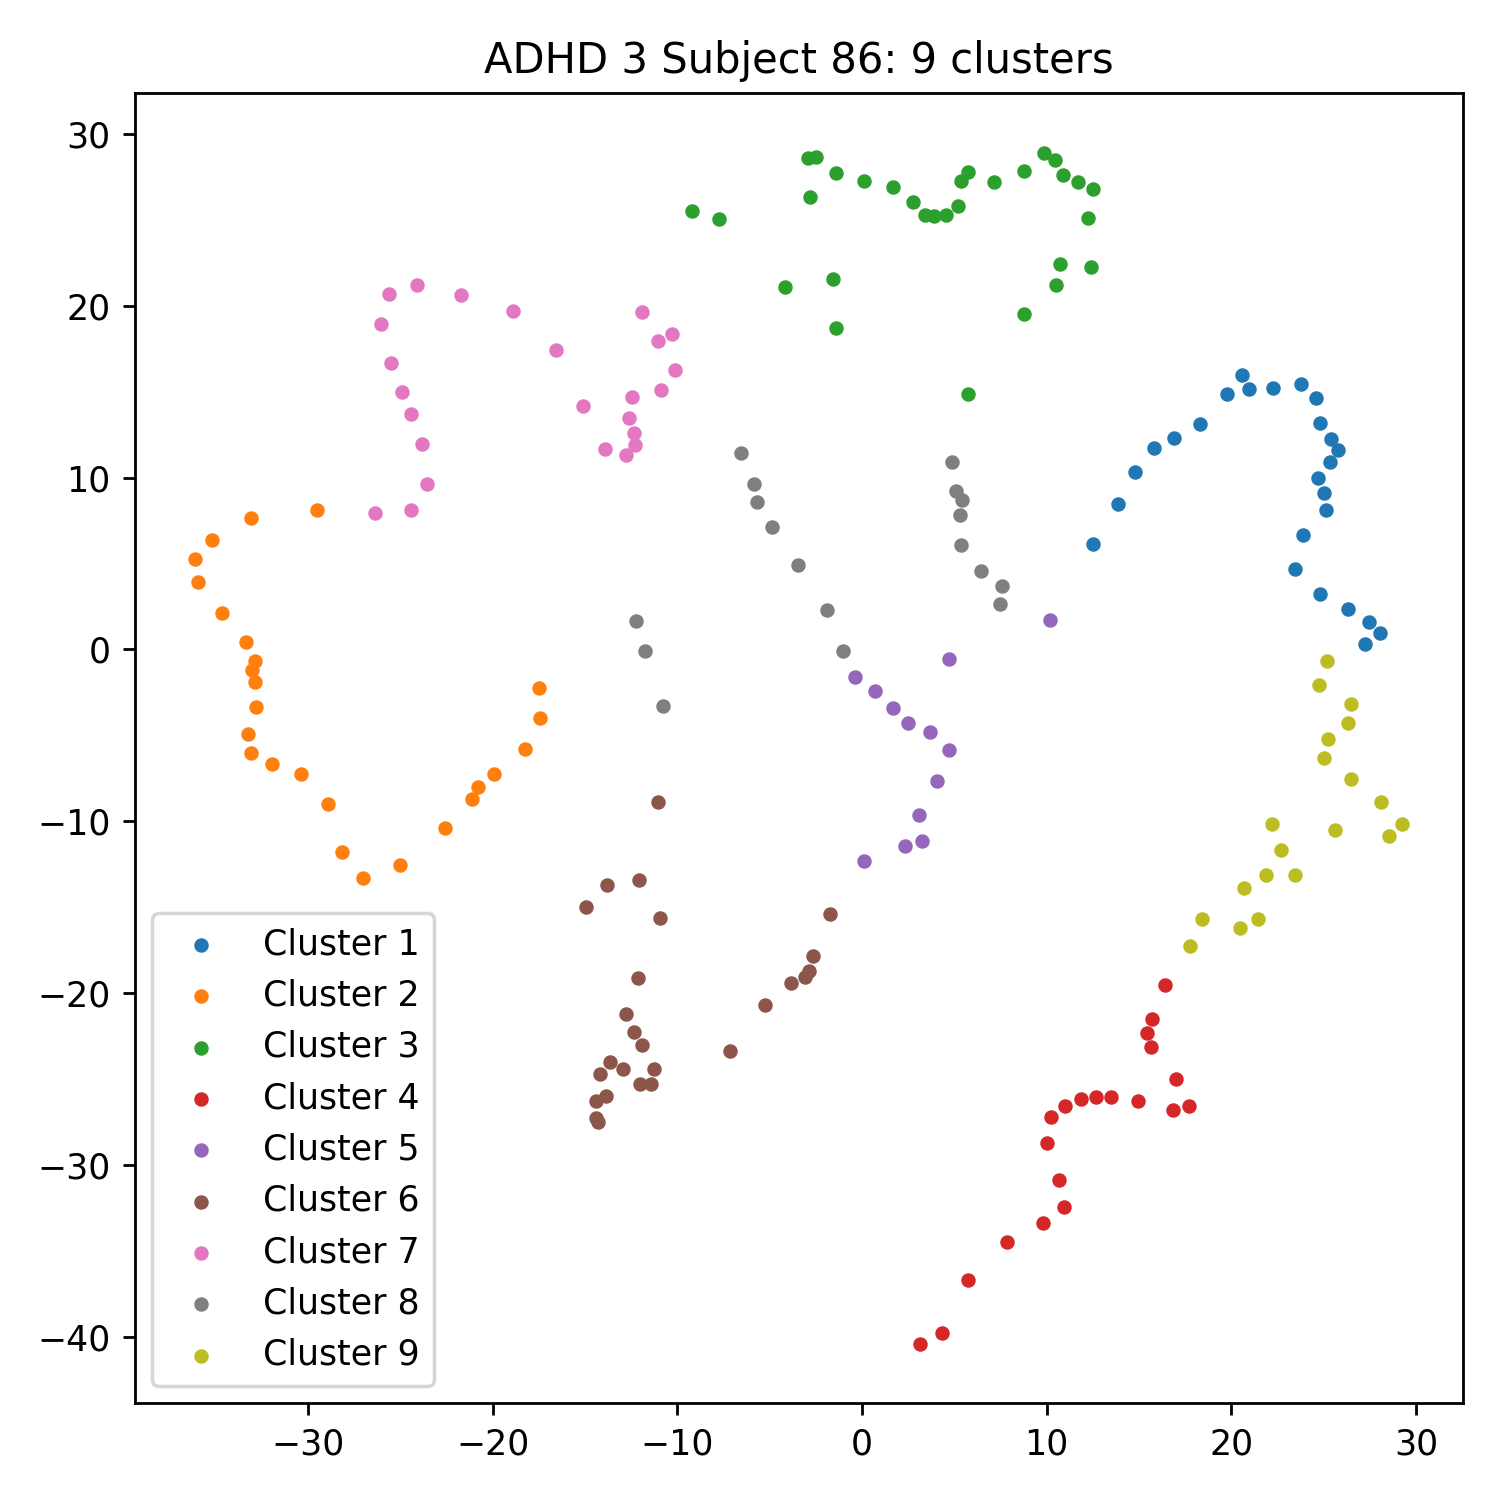 ADHD 3 Subject 86: 9 clusters
30
20
10
0
−10
−20
−30
−40
Cluster 1
Cluster 2
Cluster 3
Cluster 4
Cluster 5
Cluster 6
Cluster 7
Cluster 8
Cluster 9
−30 −20 −10 0 10 20 30